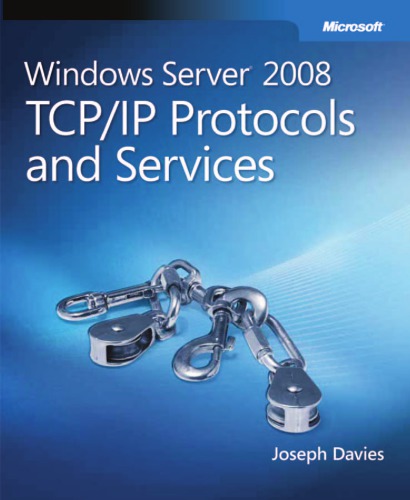 Microsoft®
Windows Server® 2008
TCP/IP Protocols
and Services
Joseph Davies